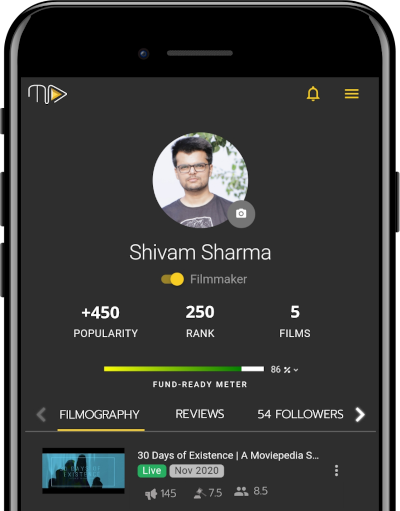 Shivam Sharma
Filmmaker
+450 250 5
POPULARITY RANK FILMS
86 %
FUND-READY METER
FILMOGRAPHY REVIEWS 54 FOLLOWERS
30 Days of Existence | A Moviepedia S...
Live Nov 2020
145 7.5 8.5